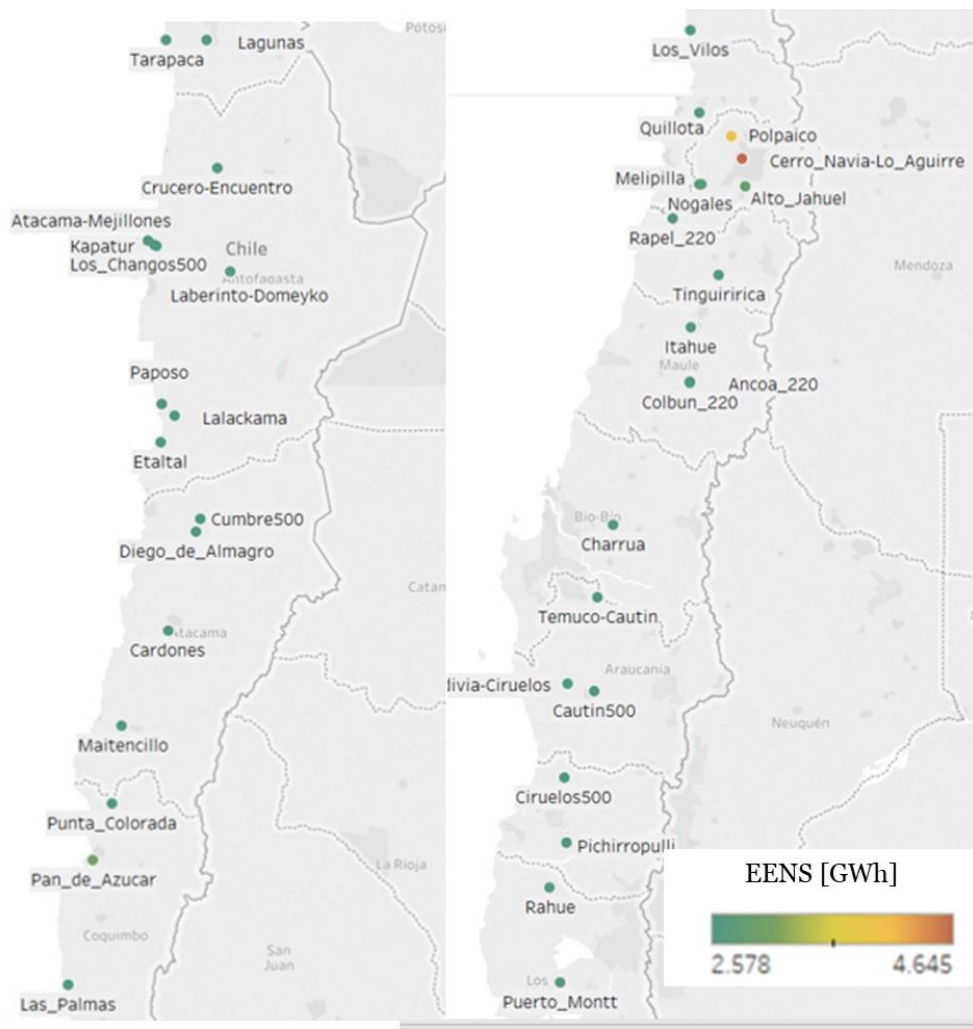 Potos
Lagunas
Tarapaca
Crucero-Encuentro
Atacama-Mejillones
Kapatur
Chile
Los_Changos500
Antofagasta
Laberinto-Domeyko
Paposo
Lalackama
Etaltal
Cumbre500
Diego_de_Almagro
Catam
Atacama
Cardones
Maitencillo
Punta_Colorada
La Rioja
Pan_de_Azucar
Coquimbo
San
Juan
Las_Palmas
Los_Vilos
Quillota
Polpaico
Cerro_Navia-Lo_Aguirre
Melipilla
Nogales
Alto_Jahuel
Rapel_220
Mendoza
Tinguiririca
Itahue
Maule
Ancoa_220
Colbun_220
Bío-Bío
Charrua
Temuco-Cautin
Araucanía
divia-Ciruelos
Cautin500
Neuquén
Ciruelos500
Pichirropulli
Rahue
Los
Puerto_Montt
EENS [GWh]
2.578 4.645